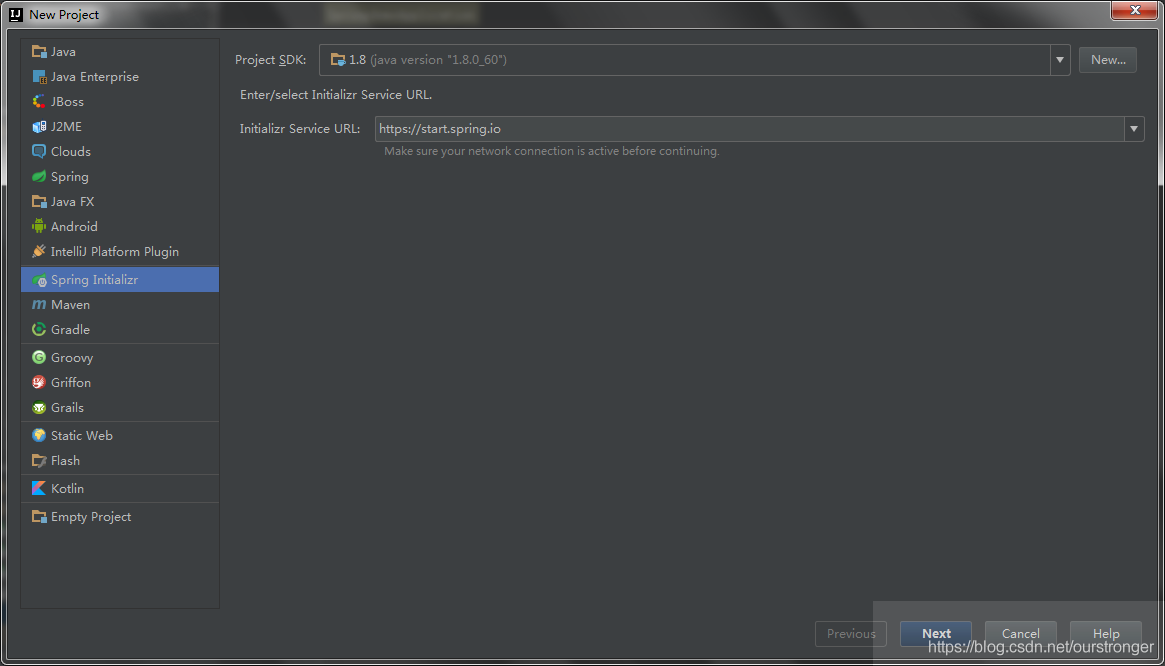 New Project
Java
Java Enterprise
JBoss
J2ME
Clouds
Spring
Java FX
Android
IntelliJ Platform Plugin
Spring Initializr
Maven
Gradle
Groovy
Griffon
Grails
Static Web
Flash
Kotlin
Empty Project
Project SDK: 1.8 (java version "1.8.0_60") New...
Enter/select Initializr Service URL.
Initializr Service URL: https://start.spring.io
Make sure your network connection is active before continuing.
Previous Next Cancel Help
https://blog.csdn.net/ourstronger